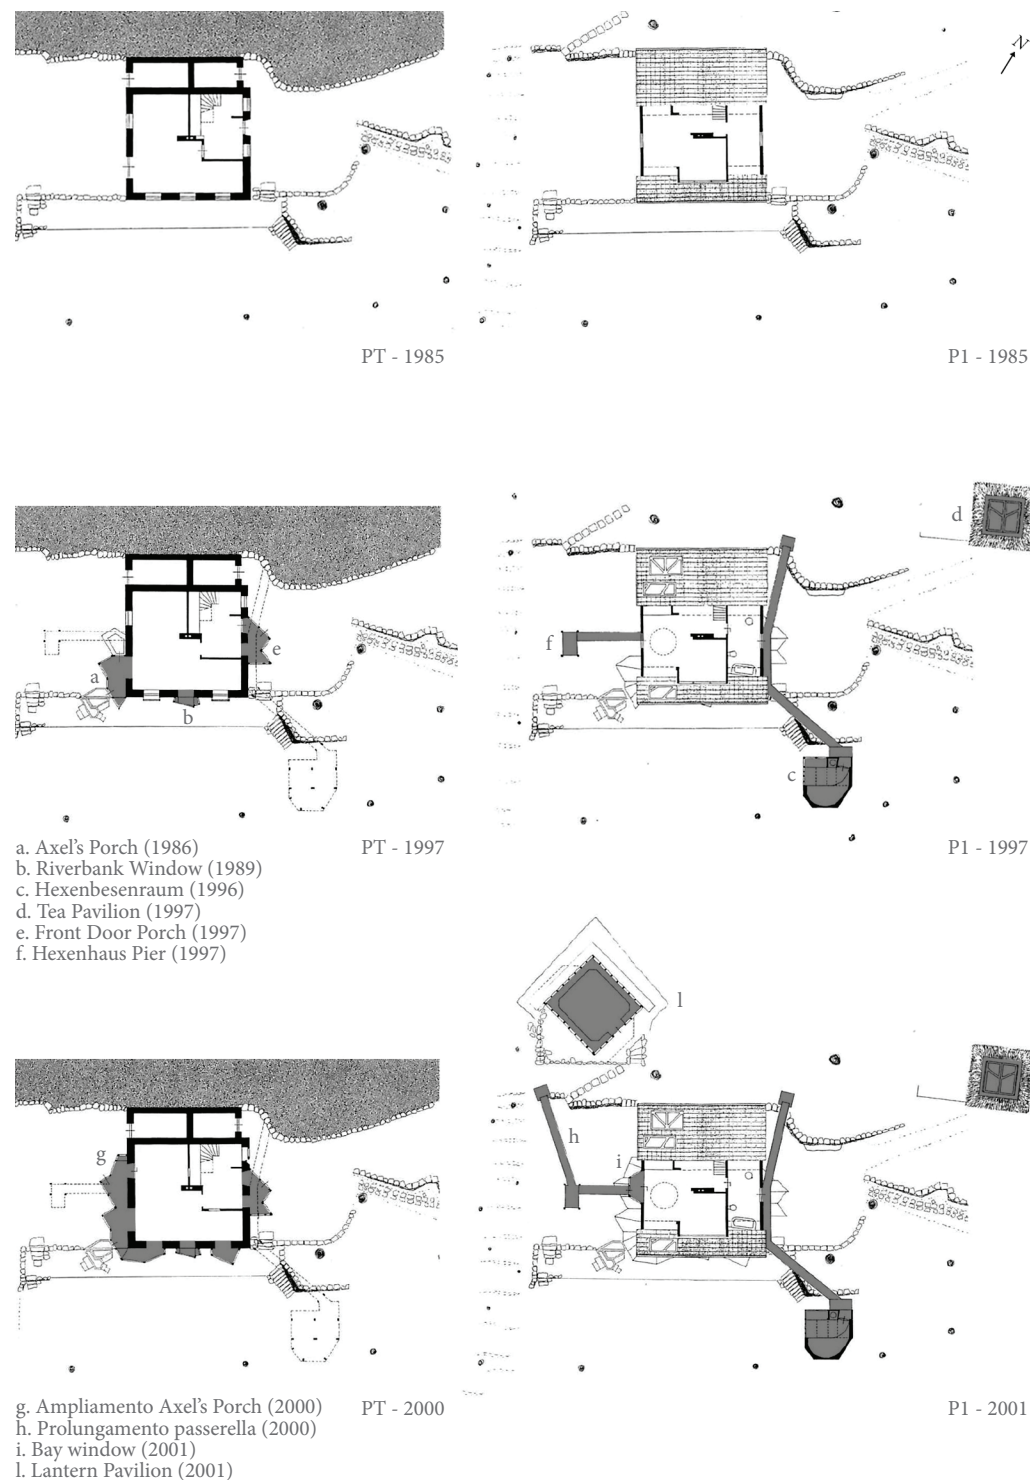 N
PT - 1985
P1 - 1985
d
f
a
e
b
c
a. Axel's Porch (1986)
b. Riverbank Window (1989)
c. Hexenbesenraum (1996)
d. Tea Pavilion (1997)
e. Front Door Porch (1997)
f. Hexenhaus Pier (1997)
PT - 1997
P1 - 1997
l
h
g
i
g. Ampliamento Axel's Porch (2000)
h. Prolungamento passerella (2000)
i. Bay window (2001)
l. Lantern Pavilion (2001)
PT - 2000
P1 - 2001